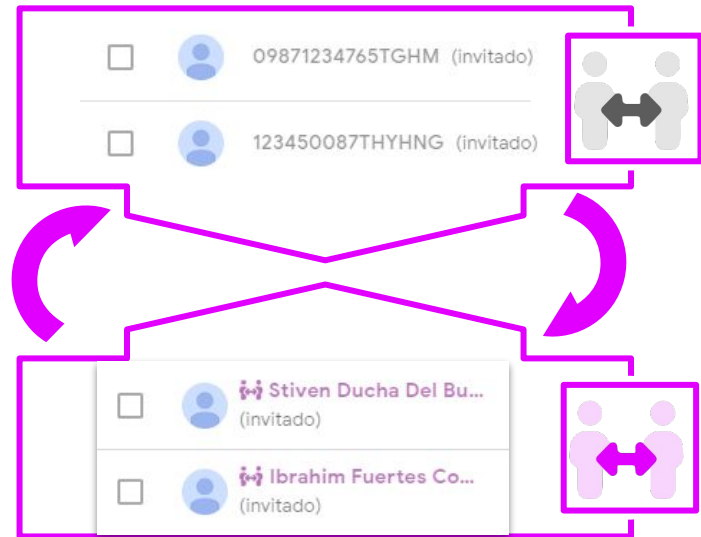 09871234765TGHM (invitado)
123450087THYHNG (invitado)
Stiven Ducha Del Bu...
(invitado)
Ibrahim Fuertes Co...
(invitado)